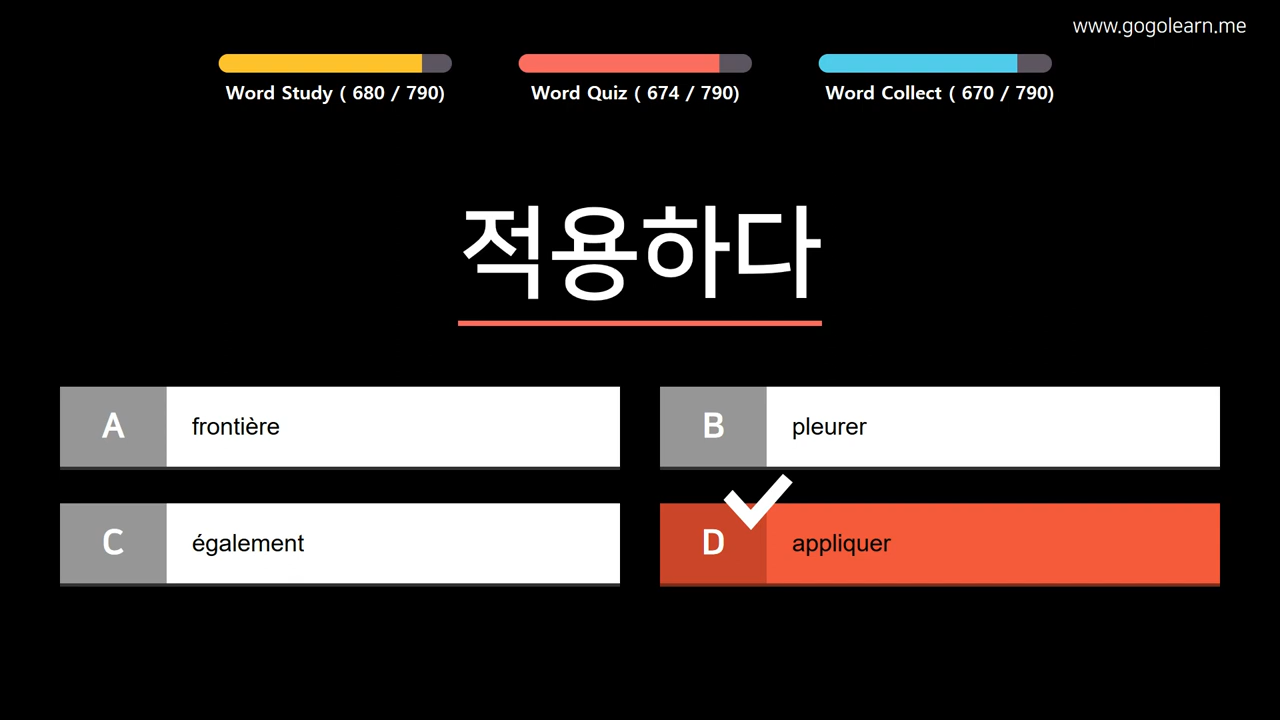 www.gogolearn.me
Word Study ( 680 / 790)
Word Quiz ( 674 / 790)
Word Collect ( 670 / 790)
적용하다
A frontière
B pleurer
C également
D appliquer